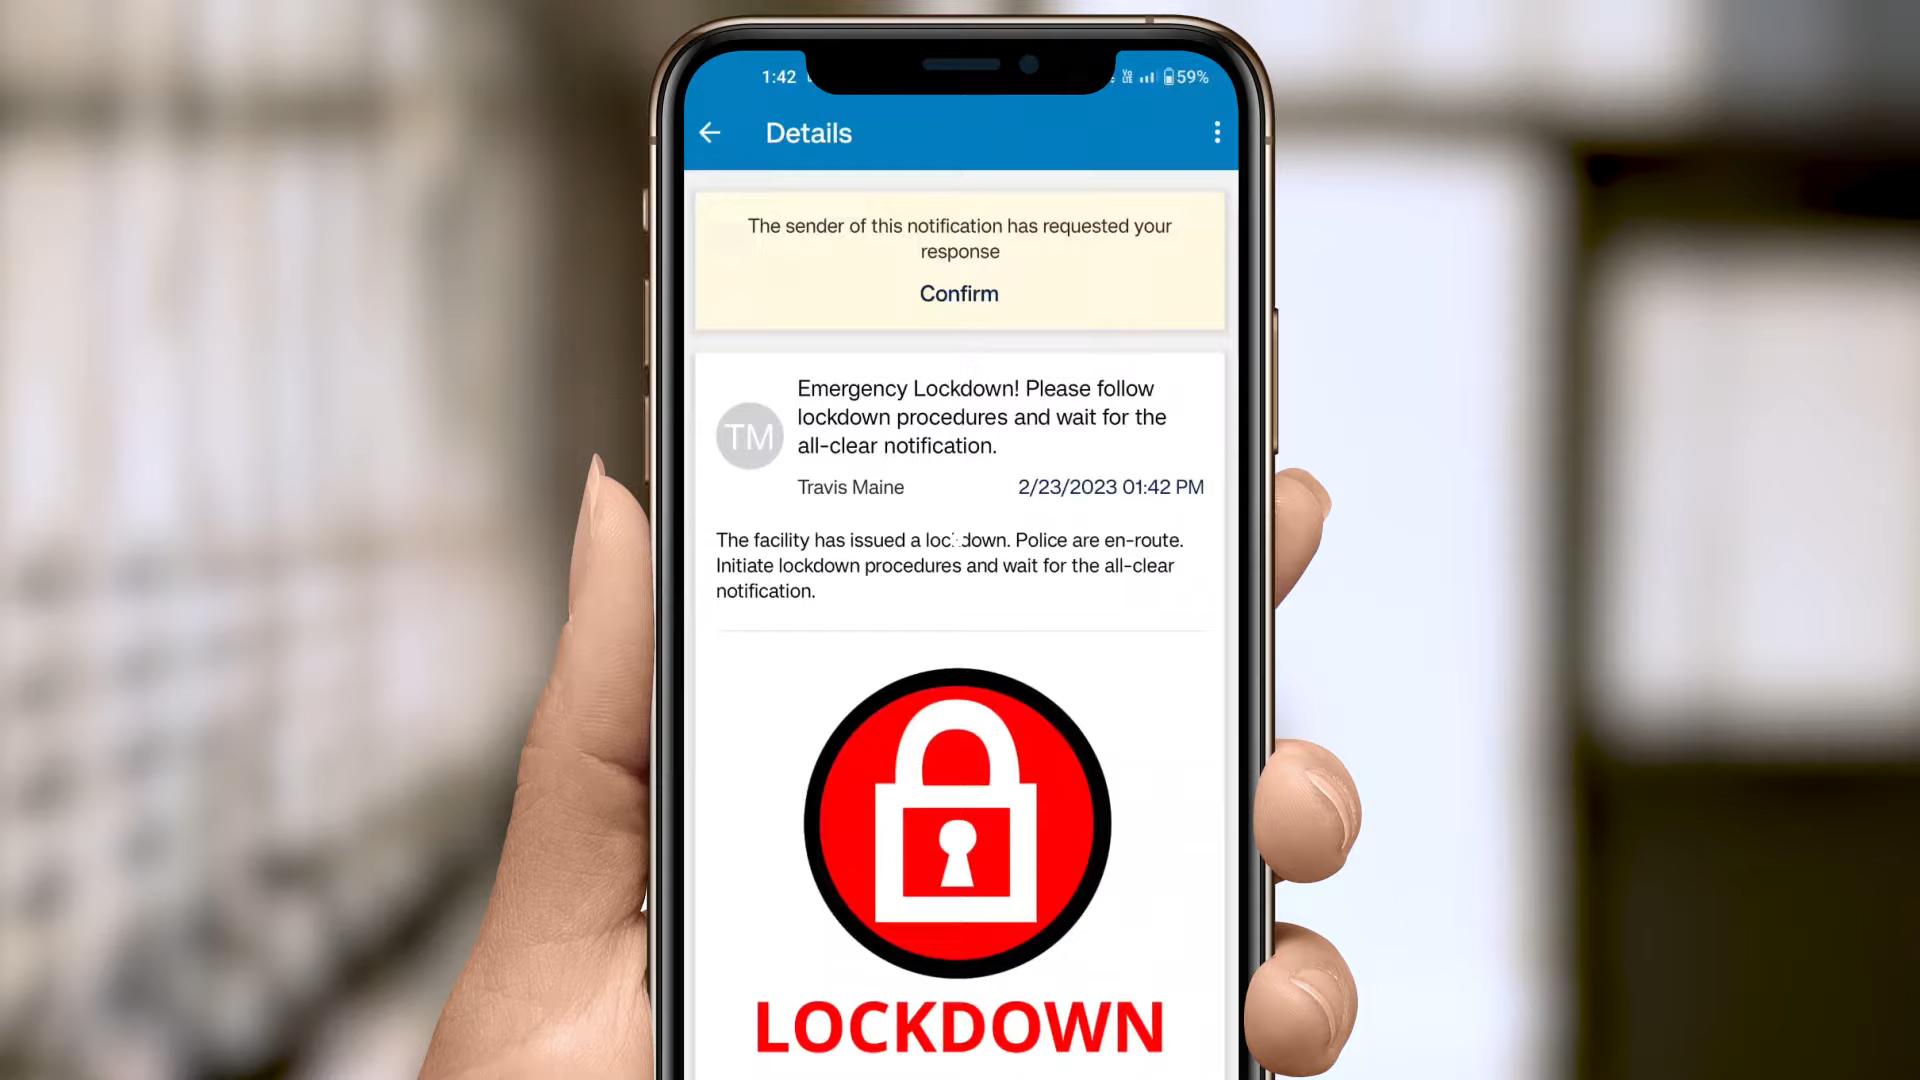 1:42 59%
Details
The sender of this notification has requested your
response
Confirm
Emergency Lockdown! Please follow
lockdown procedures and wait for the
all-clear notification.
TM
Travis Maine 2/23/2023 01:42 PM
The facility has issued a lockdown. Police are en-route.
Initiate lockdown procedures and wait for the all-clear
notification.
LOCKDOWN